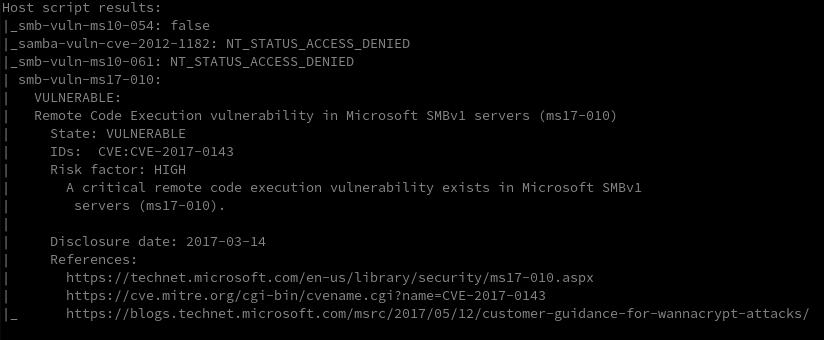 Host script results:
|_smb-vuln-ms10-054: false
|_samba-vuln-cve-2012-1182: NT_STATUS_ACCESS_DENIED
|_smb-vuln-ms10-061: NT_STATUS_ACCESS_DENIED
| smb-vuln-ms17-010:
|   VULNERABLE:
|   Remote Code Execution vulnerability in Microsoft SMBv1 servers (ms17-010)
|     State: VULNERABLE
|     IDs:  CVE:CVE-2017-0143
|     Risk factor: HIGH
|       A critical remote code execution vulnerability exists in Microsoft SMBv1
|        servers (ms17-010).
|
|     Disclosure date: 2017-03-14
|     References:
|       https://technet.microsoft.com/en-us/library/security/ms17-010.aspx
|       https://cve.mitre.org/cgi-bin/cvename.cgi?name=CVE-2017-0143
|_      https://blogs.technet.microsoft.com/msrc/2017/05/12/customer-guidance-for-wannacrypt-attacks/